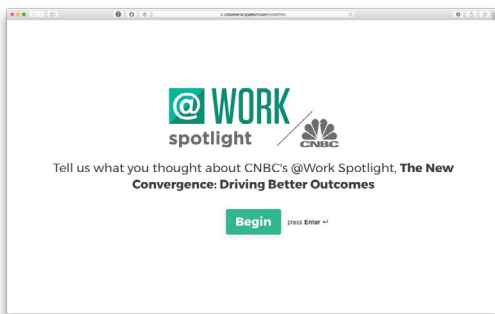 @ WORK
spotlight
CNBC
Tell us what you thought about CNBC's @Work Spotlight, The New
Convergence: Driving Better Outcomes
Begin press Enter ↵